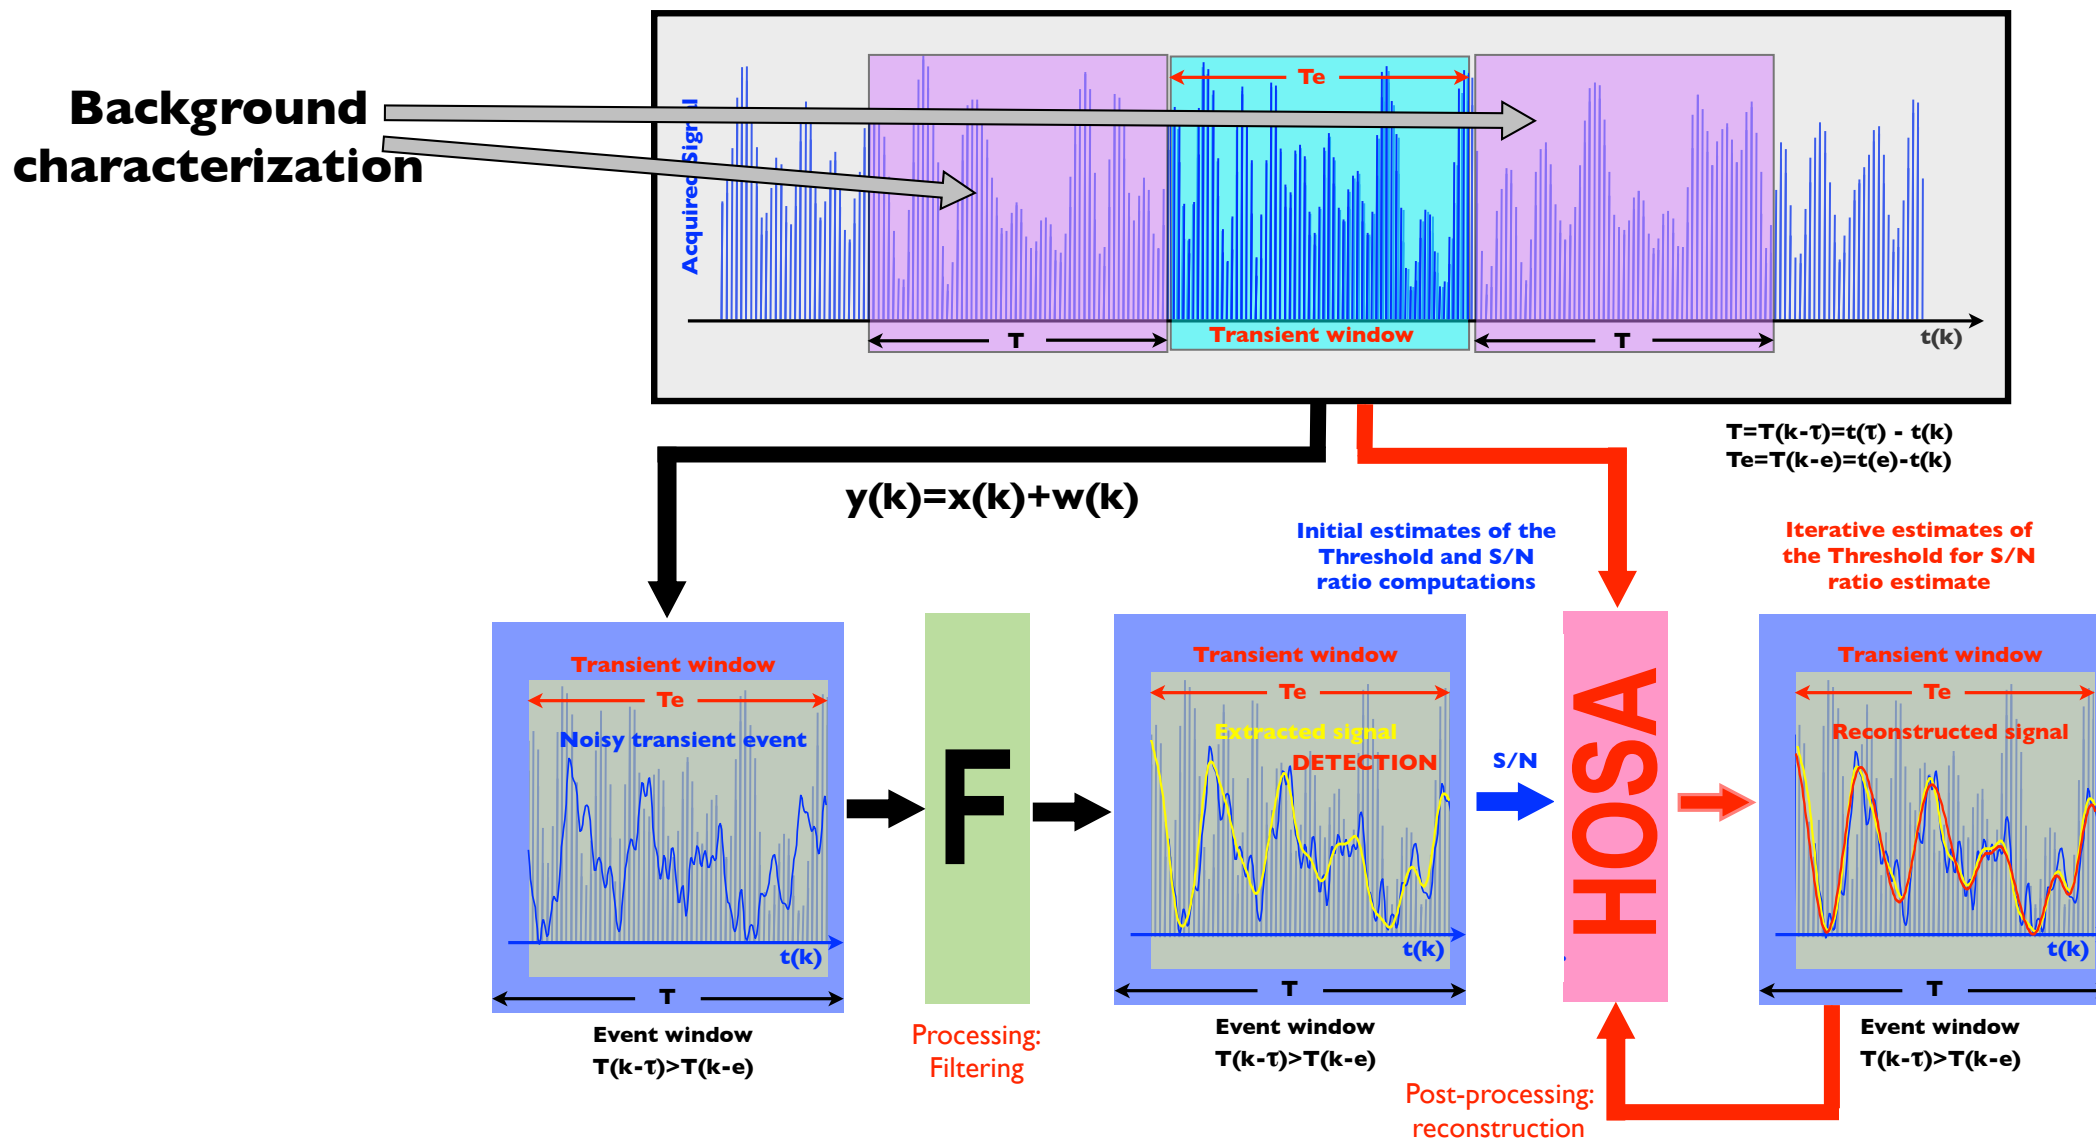 Background
characterization
Acquired Signal
Te
T
Transient window
T
t(k)
T=T(k-τ)=t(τ) - t(k)
Te=T(k-e)=t(e)-t(k)
y(k)=x(k)+w(k)
Initial estimates of the
Threshold and S/N
ratio computations
Iterative estimates of
the Threshold for S/N
ratio estimate
Transient window
Te
Noisy transient event
t(k)
T
Event window
T(k-τ)>T(k-e)
F
Processing:
Filtering
Transient window
Te
Extracted signal
DETECTION
t(k)
T
Event window
T(k-τ)>T(k-e)
S/N
HOSA
Post-processing:
reconstruction
Transient window
Te
Reconstructed signal
t(k)
T
Event window
T(k-τ)>T(k-e)